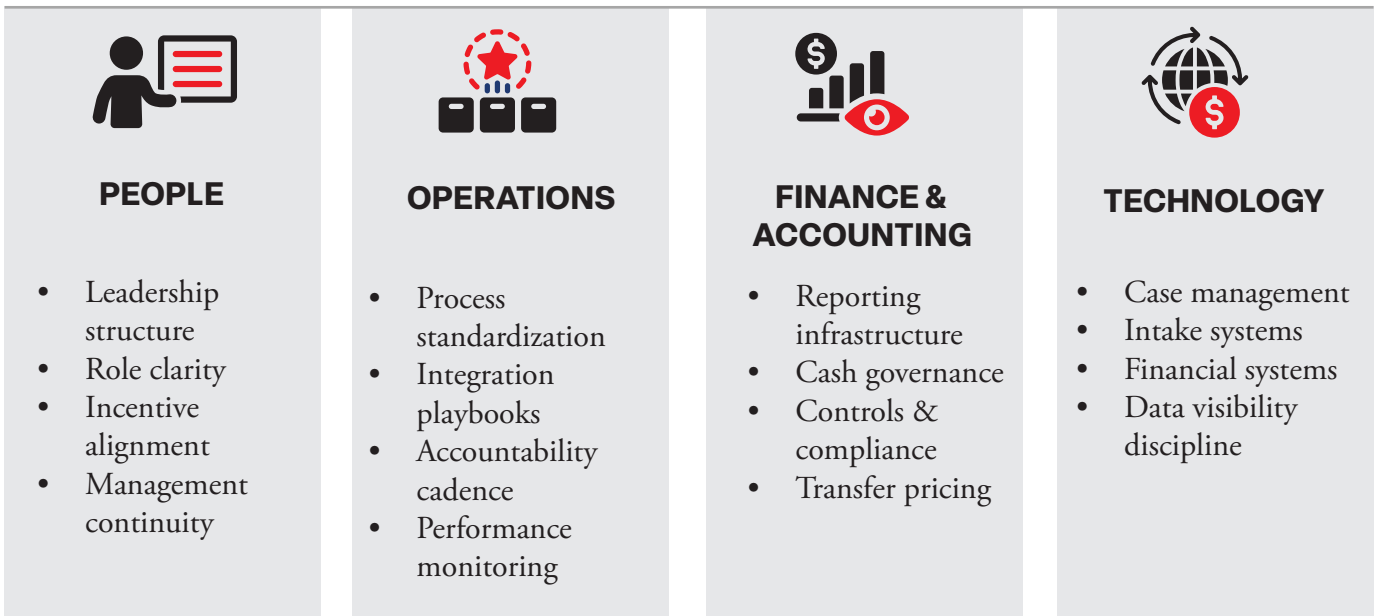 PEOPLE
• Leadership
structure
• Role clarity
• Incentive
alignment
• Management
continuity
OPERATIONS
• Process
standardization
• Integration
playbooks
• Accountability
cadence
• Performance
monitoring
$
FINANCE &
ACCOUNTING
• Reporting
infrastructure
• Cash governance
• Controls &
compliance
• Transfer pricing
$
TECHNOLOGY
• Case management
• Intake systems
• Financial systems
• Data visibility
discipline